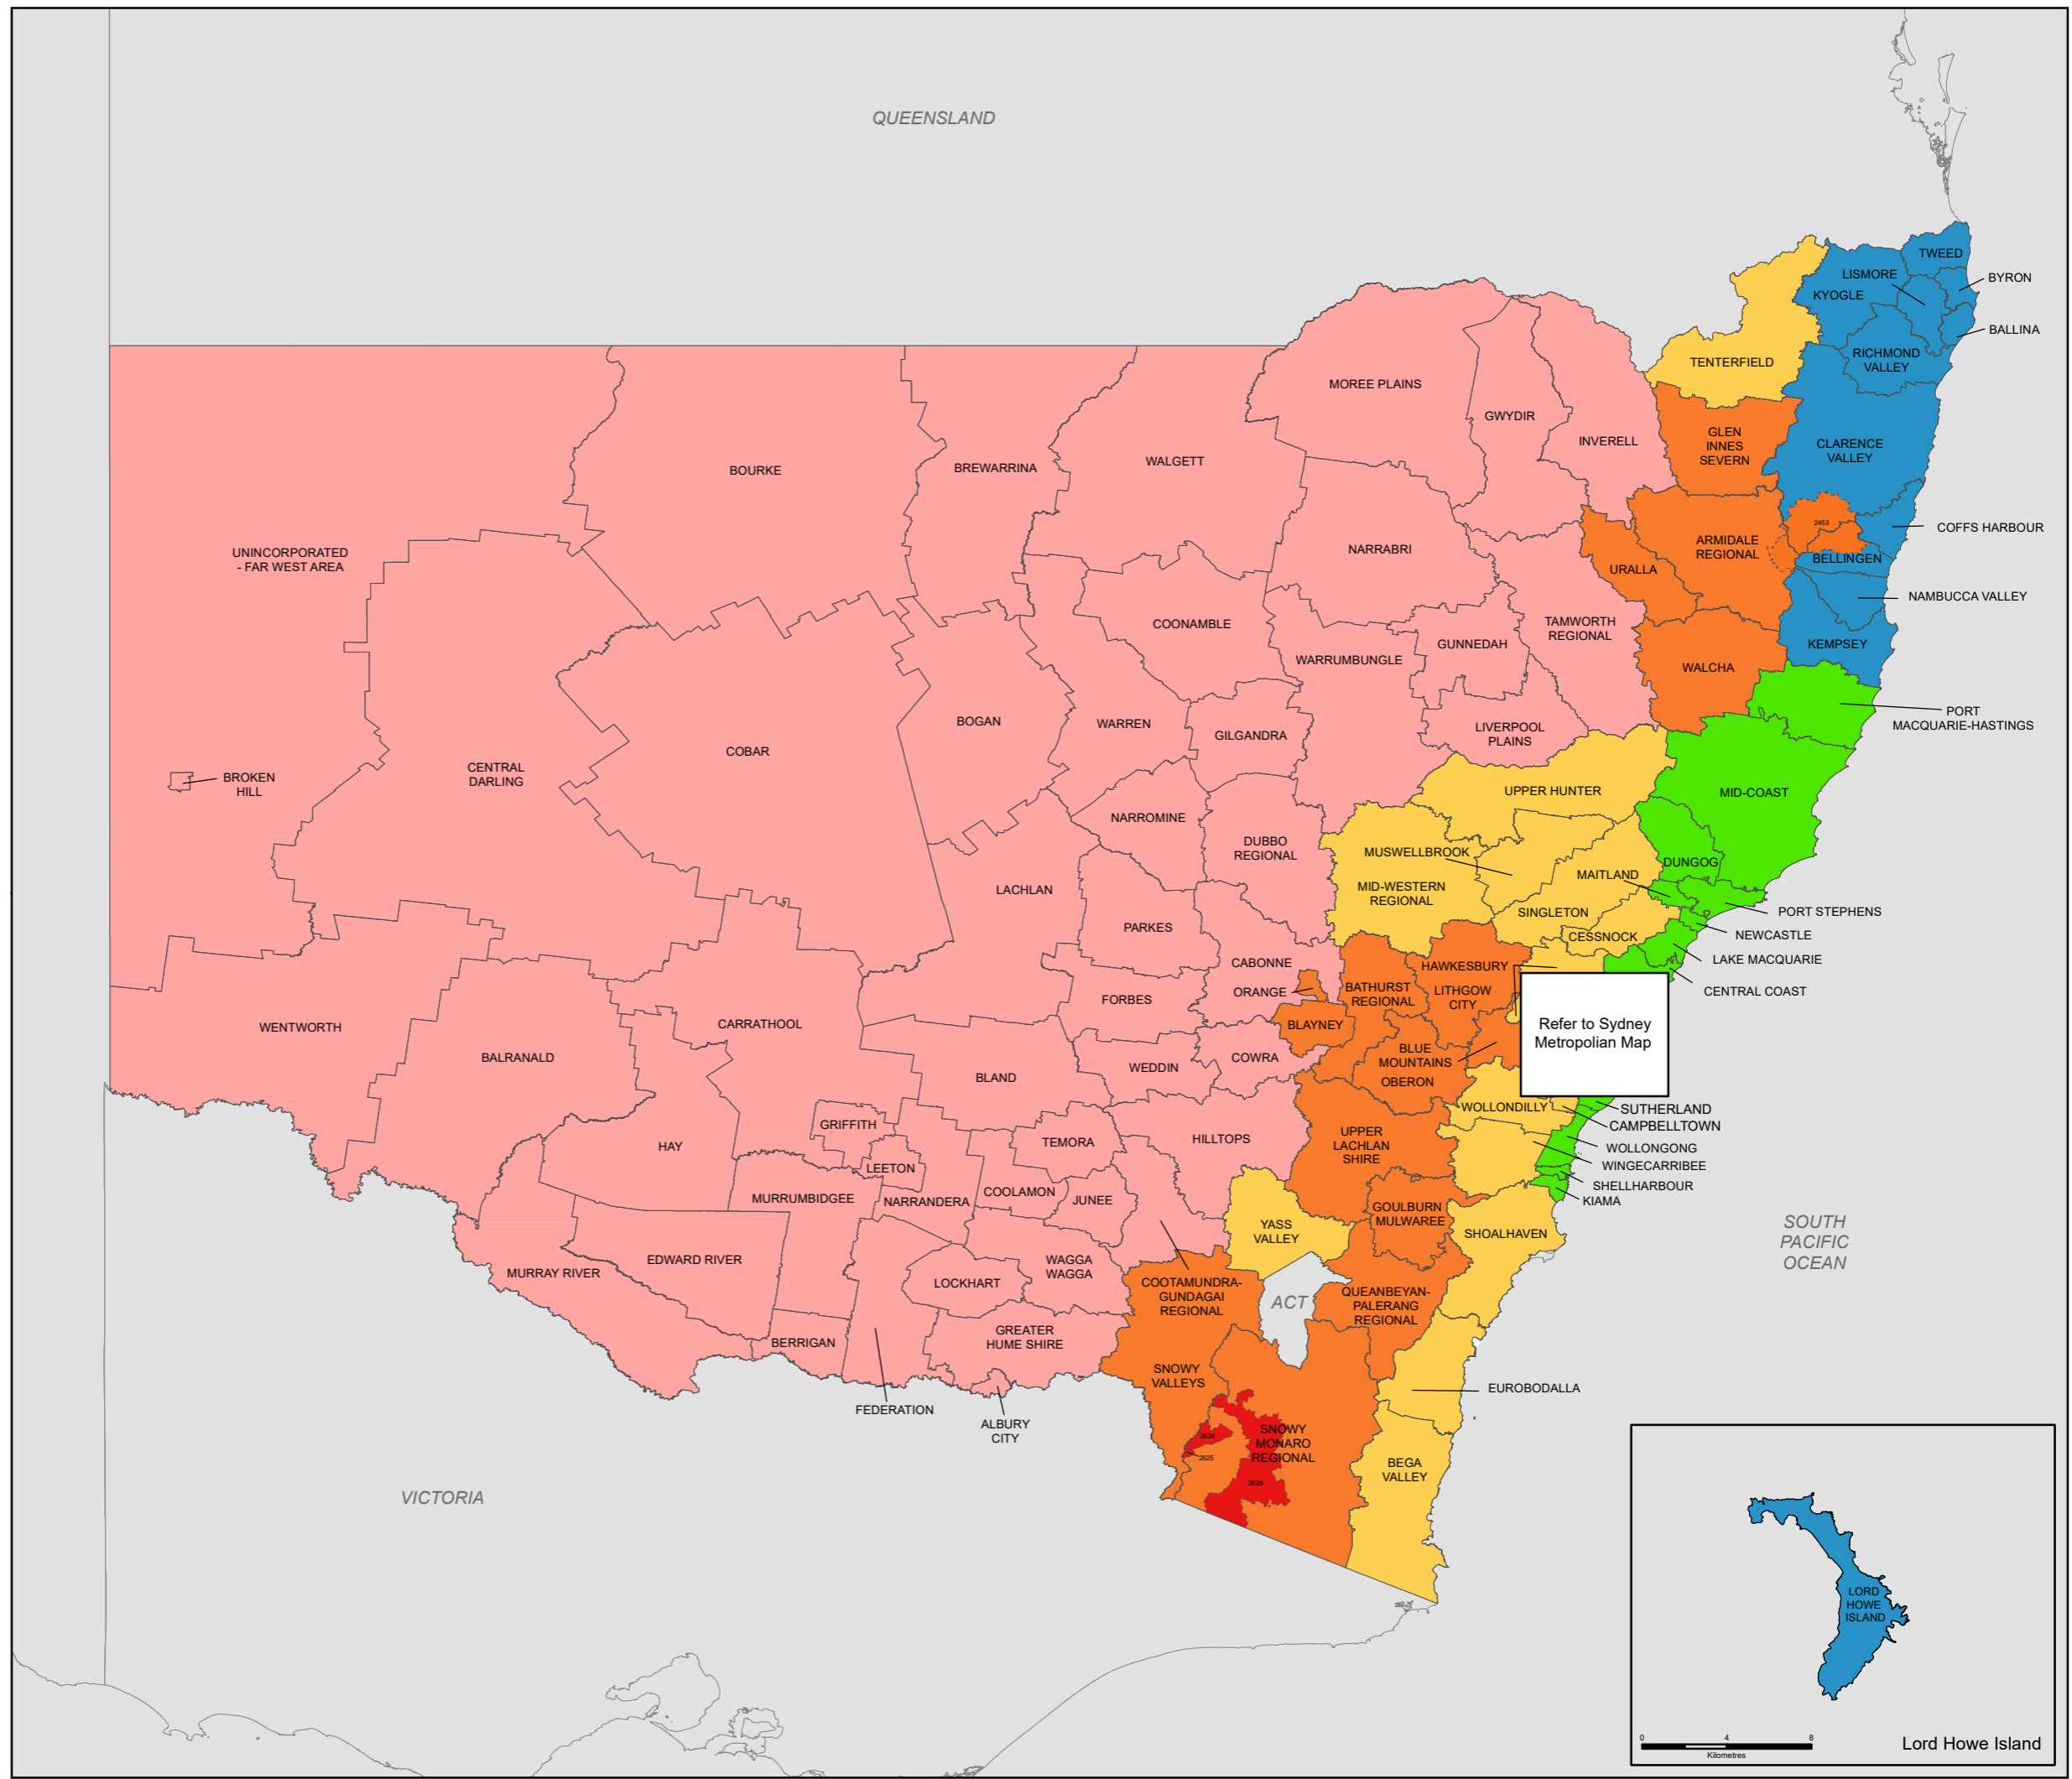 QUEENSLAND
TWEED
LISMORE
BYRON
KYOGLE
BALLINA
RICHMOND
VALLEY
TENTERFIELD
MOREE PLAINS
GWYDIR
INVERELL
GLEN
INNES
SEVERN
CLARENCE
VALLEY
BOURKE
BREWARRINA
WALGETT
2453
COFFS HARBOUR
UNINCORPORATED
- FAR WEST AREA
NARRABRI
ARMIDALE
REGIONAL
BELLINGEN
URALLA
NAMBUCCA VALLEY
COONAMBLE
TAMWORTH
REGIONAL
GUNNEDAH
KEMPSEY
WARRUMBUNGLE
WALCHA
BOGAN
WARREN
GILGANDRA
LIVERPOOL
PLAINS
PORT
MACQUARIE-HASTINGS
COBAR
CENTRAL
DARLING
BROKEN
HILL
UPPER HUNTER
MID-COAST
NARROMINE
DUBBO
REGIONAL
MUSWELLBROOK
DUNGOG
MAITLAND
LACHLAN
MID-WESTERN
REGIONAL
SINGLETON
PORT STEPHENS
PARKES
CESSNOCK
NEWCASTLE
CABONNE
HAWKESBURY
LAKE MACQUARIE
ORANGE
BATHURST
REGIONAL
LITHGOW
CITY
CENTRAL COAST
FORBES
WENTWORTH
CARRATHOOL
BLAYNEY
Refer to Sydney
Metropolian Map
BALRANALD
COWRA
BLUE
MOUNTAINS
WEDDIN
BLAND
OBERON
WOLLONDILLY
SUTHERLAND
CAMPBELLTOWN
GRIFFITH
HAY
TEMORA
HILLTOPS
UPPER
LACHLAN
SHIRE
WOLLONGONG
WINGECARRIBEE
LEETON
SHELLHARBOUR
MURRUMBIDGEE
NARRANDERA
COOLAMON
JUNEE
KIAMA
GOULBURN
MULWAREE
YASS
VALLEY
SHOALHAVEN
SOUTH
PACIFIC
OCEAN
EDWARD RIVER
MURRAY RIVER
WAGGA
WAGGA
LOCKHART
COOTAMUNDRA-
GUNDAGAI
REGIONAL
ACT
QUEANBEYAN-
PALERANG
REGIONAL
BERRIGAN
GREATER
HUME SHIRE
SNOWY
VALLEYS
EUROBODALLA
FEDERATION
ALBURY
CITY
2624
SNOWY
MONARO
REGIONAL
2625
BEGA
VALLEY
2628
VICTORIA
LORD
HOWE
ISLAND
0 4 8
Kilometres
Lord Howe Island